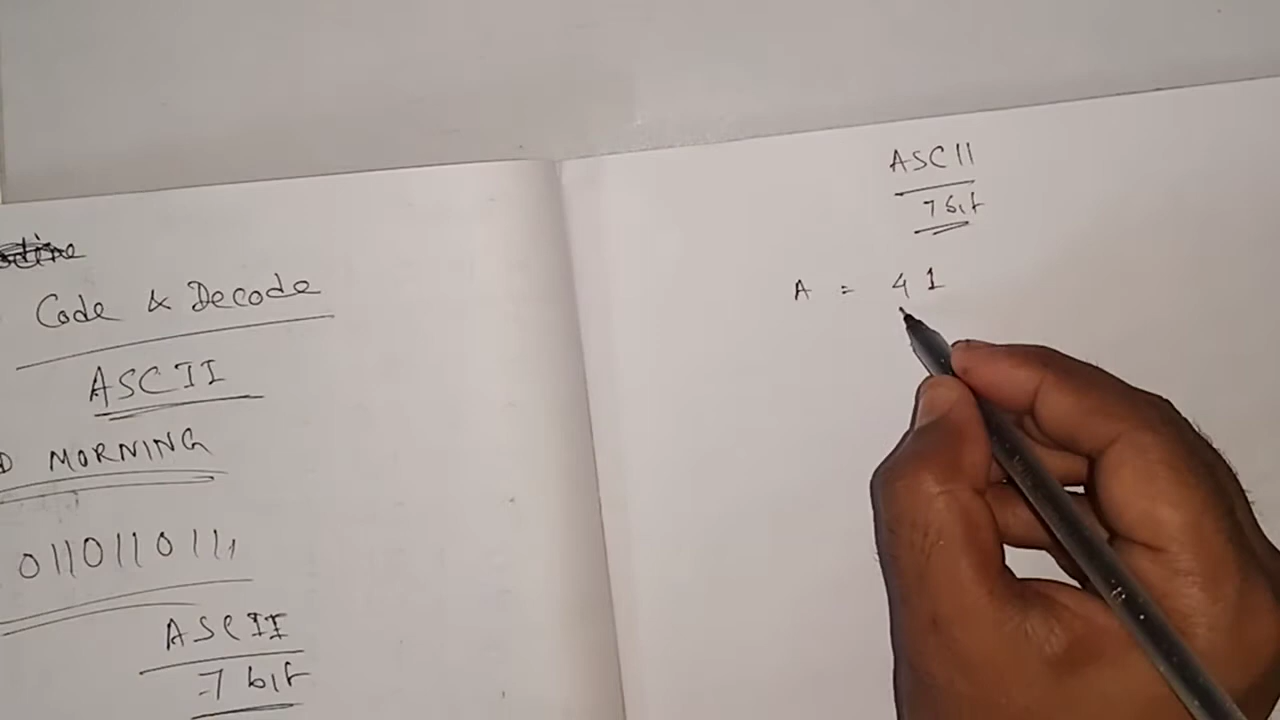 Code & Decode
ASCII
D MORNING
0110110111
ASCII
7 bit
ASCII
7 bit
A = 41